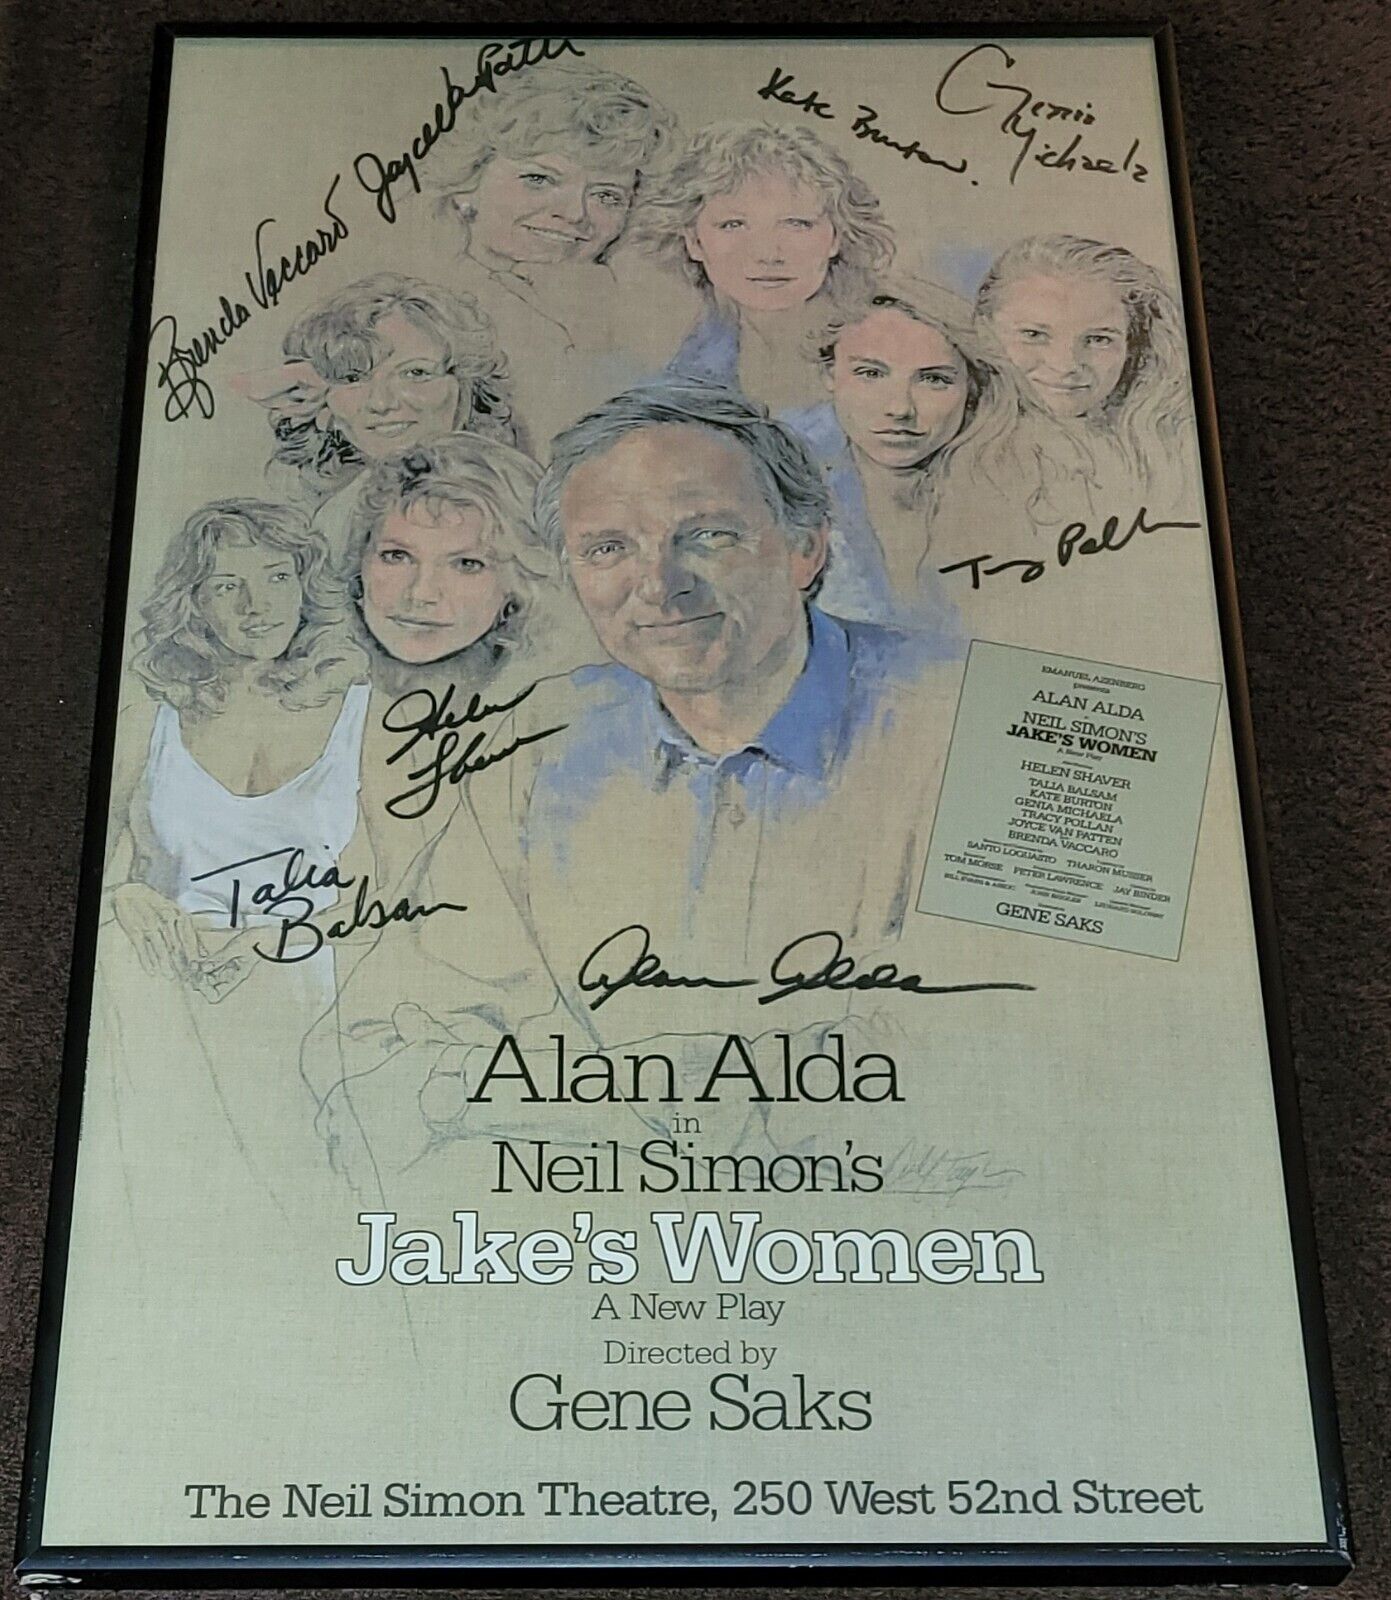 Brenda Vaccaro
Joyce Van Patten
Kate Burton.
Genia
Michaela
Tracy Pollan
Helen
Shaver
Talia
Balsam
Alan Alda
EMANUEL AZENBERG
presents
ALAN ALDA
in
NEIL SIMON'S
JAKE'S WOMEN
A New Play
HELEN SHAVER
TALIA BALSAM
KATE BURTON
GENIA MICHAELA
TRACY POLLAN
JOYCE VAN PATTEN
BRENDA VACCARO
SANTO LOQUASTO THARON MUSSER
TOM MORSE PETER LAWRENCE JAY BINDER
BILL EVANS & ASSOC.
GENE SAKS
Alan Alda
in
Neil Simon's
Jake's Women
A New Play
Directed by
Gene Saks
The Neil Simon Theatre, 250 West 52nd Street